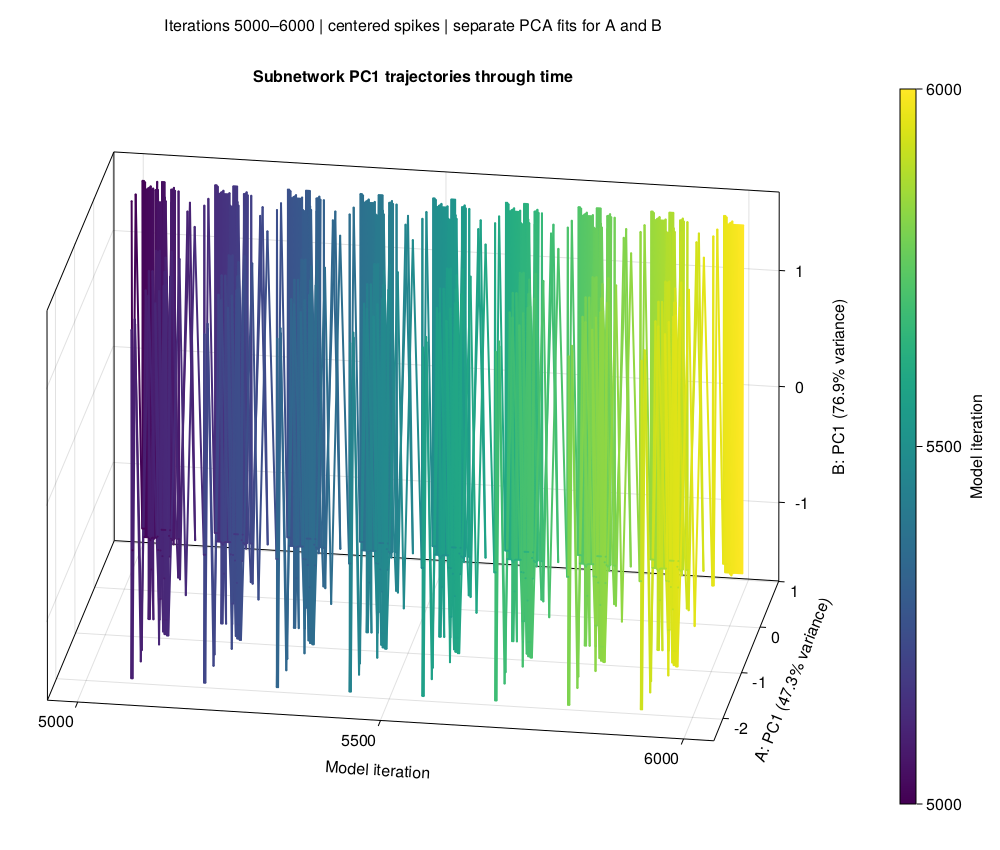 Iterations 5000–6000 | centered spikes | separate PCA fits for A and B
Subnetwork PC1 trajectories through time
6000
5500
5000
Model iteration
1
0
-1
B: PC1 (76.9% variance)
1
0
-1
-2
A: PC1 (47.3% variance)
5000
5500
6000
Model iteration